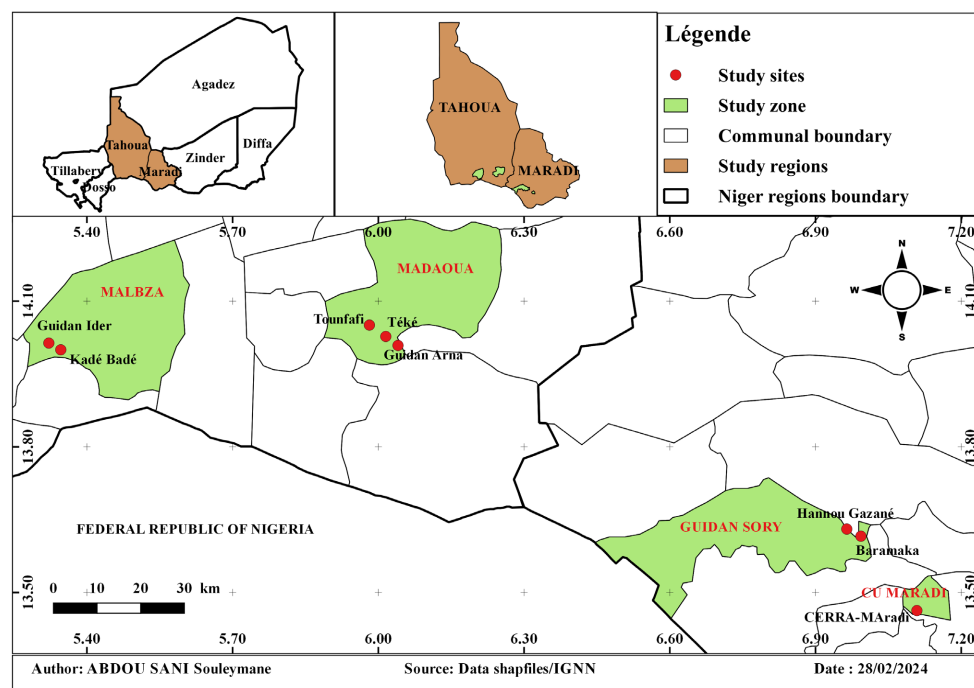 Agadez
Tahoua
Tillabery
Dosso
Maradi
Zinder
Diffa
TAHOUA
MARADI
Légende
Study sites
Study zone
Communal boundary
Study regions
Niger regions boundary
5.40 5.70 6.00 6.30 6.60 6.90 7.20
14.10 14.10
N
W E
S
MALBZA
Guidan Ider
Kadé Badé
MADAOUA
Tounfafi
Téké
Guidan Arna
13.80 13.80
FEDERAL REPUBLIC OF NIGERIA
Hannou Gazané
GUIDAN SORY
Baramaka
CU MARADI
CERRA-MAradi
0 10 20 30 km
13.50 13.50
5.40 5.70 6.00 6.30 6.60 6.90 7.20
Author: ABDOU SANI Souleymane Source: Data shapfiles/IGNN Date : 28/02/2024